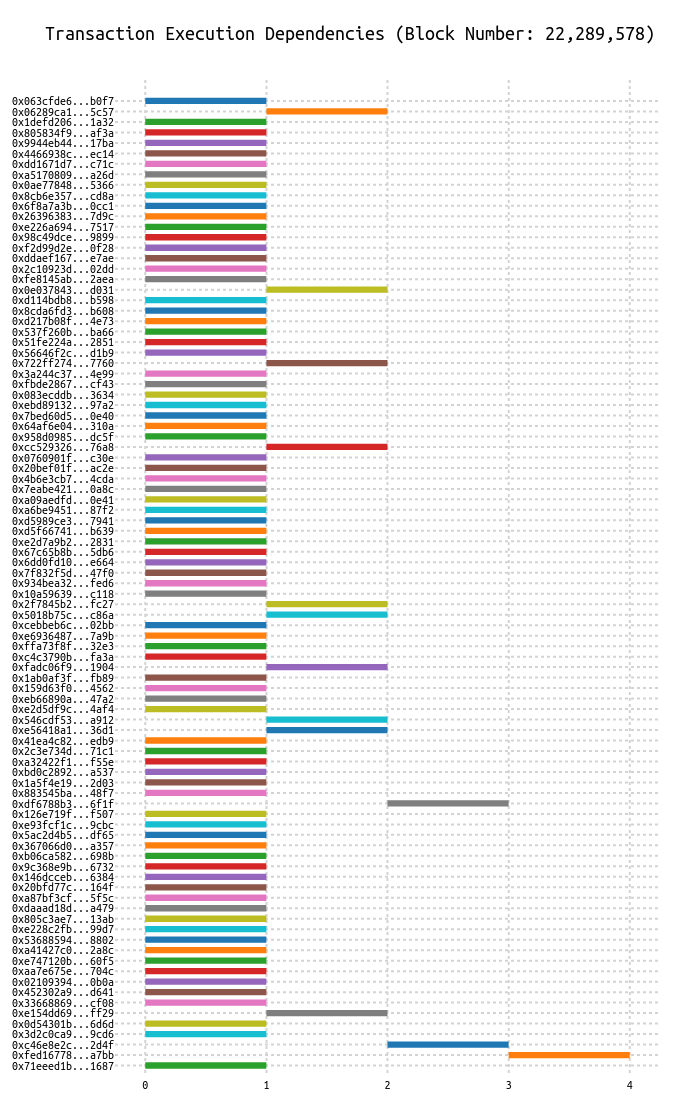 Transaction Execution Dependencies (Block Number: 22,289,578)
0x063cfde6...b0f7
0x06289ca1...5c57
0x1defd206...1a32
0x805834f9...af3a
0x9944eb44...17ba
0x4466938c...ec14
0xdd1671d7...c71c
0xa5170809...a26d
0x0ae77848...5366
0x8cb6e357...cd8a
0x6f8a7a3b...0cc1
0x26396383...7d9c
0xe226a694...7517
0x98c49dce...9899
0xf2d99d2e...0f28
0xddaef167...e7ae
0x2c10923d...02dd
0xfe8145ab...2aea
0x0e037843...d031
0xd114bdb8...b598
0x8cda6fd3...b608
0xd217b08f...4e73
0x537f260b...ba66
0x51fe224a...2851
0x56646f2c...d1b9
0x722ff274...7760
0x3a244c37...4e99
0xfbde2867...cf43
0x083ecddb...3634
0xebd89132...97a2
0x7bed60d5...0e40
0x64af6e04...310a
0x958d0985...dc5f
0xcc529326...76a8
0x0760901f...c30e
0x20bef01f...ac2e
0x4b6e3cb7...4cda
0x7eabe421...0a8c
0xa09aedfd...0e41
0xa6be9451...87f2
0xd5989ce3...7941
0xd5f66741...b639
0xe2d7a9b2...2831
0x67c65b8b...5db6
0x6dd0fd10...e664
0x7f832f5d...47f0
0x934bea32...fed6
0x10a59639...c118
0x2f7845b2...fc27
0x5018b75c...c86a
0xcebbeb6c...02bb
0xe6936487...7a9b
0xffa73f8f...32e3
0xc4c3790b...fa3a
0xfadc06f9...1904
0x1ab0af3f...fb89
0x159d63f0...4562
0xeb66890a...47a2
0xe2d5df9c...4af4
0x546cdf53...a912
0xe56418a1...36d1
0x41ea4c82...edb9
0x2c3e734d...71c1
0xa32422f1...f55e
0xbd0c2892...a537
0x1a5f4e19...2d03
0x883545ba...48f7
0xdf6788b3...6f1f
0x126e719f...f507
0xe93fcf1c...9cbc
0x5ac2d4b5...df65
0x367066d0...a357
0xb06ca582...698b
0x9c368e9b...6732
0x146dcceb...6384
0x20bfd77c...164f
0xa87bf3cf...5f5c
0xdaaad18d...a479
0x805c3ae7...13ab
0xe228c2fb...99d7
0x53688594...8802
0xa41427c0...2a8c
0xe747120b...60f5
0xaa7e675e...704c
0x02109394...0b0a
0x452302a9...d641
0x33668869...cf08
0xe154dd69...ff29
0x0d54301b...6d6d
0x3d2c0ca9...9cd6
0xc46e8e2c...2d4f
0xfed16778...a7bb
0x71eeed1b...1687
0 1 2 3 4